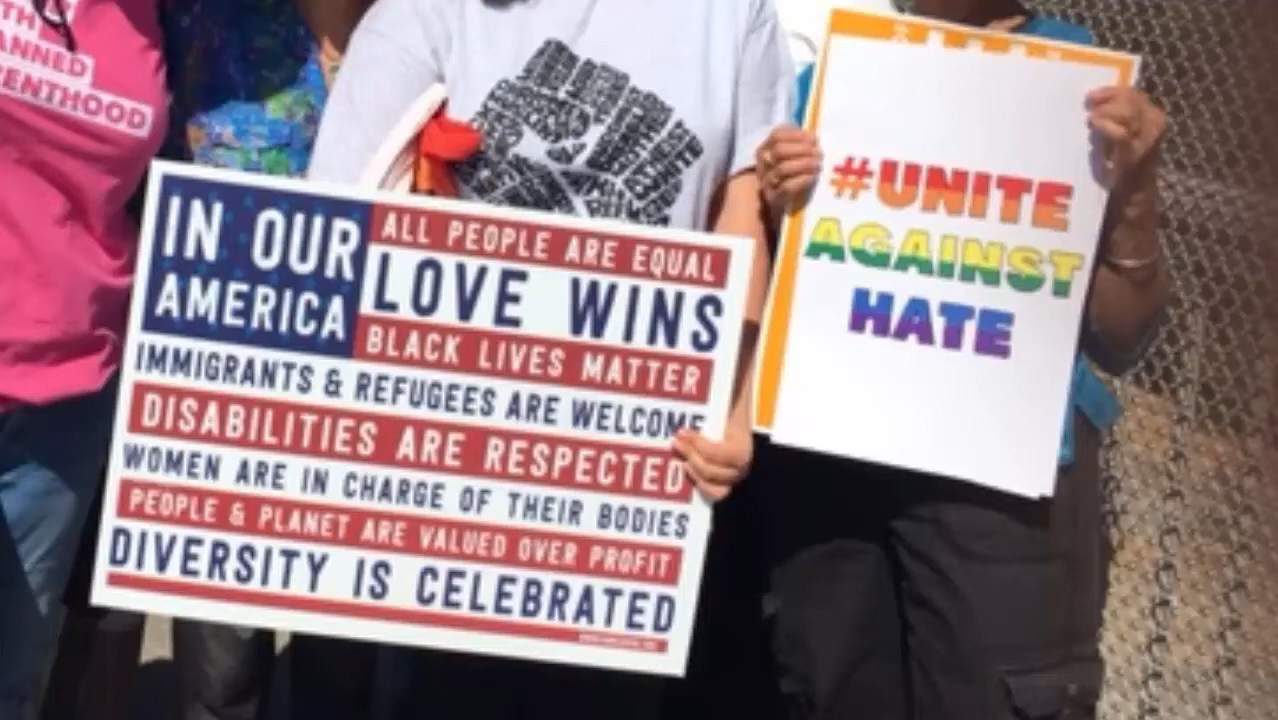 TH
ANNED
ENTHOOD
IN OUR
AMERICA
ALL PEOPLE ARE EQUAL
LOVE WINS
BLACK LIVES MATTER
IMMIGRANTS & REFUGEES ARE WELCOME
DISABILITIES ARE RESPECTED
WOMEN ARE IN CHARGE OF THEIR BODIES
PEOPLE & PLANET ARE VALUED OVER PROFIT
DIVERSITY IS CELEBRATED
#UNITE
AGAINST
HATE